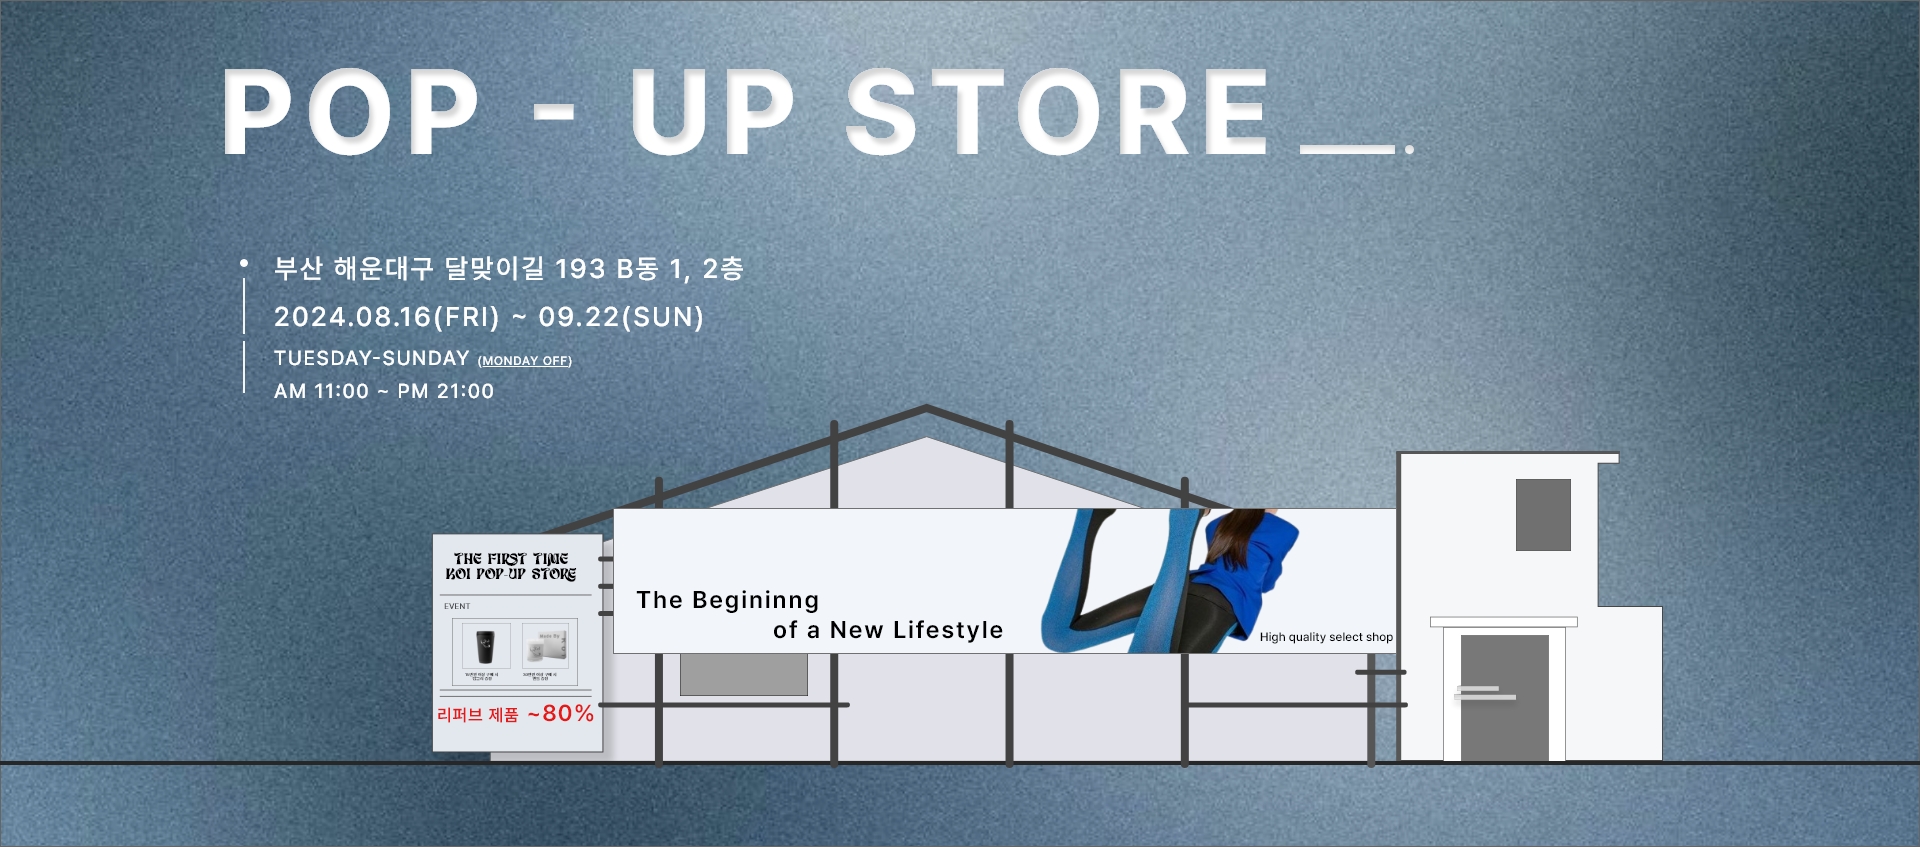 POP - UP STORE __.
부산 해운대구 달맞이길 193 B동 1, 2층
2024.08.16(FRI) ~ 09.22(SUN)
TUESDAY-SUNDAY (MONDAY OFF)
AM 11:00 ~ PM 21:00
THE FIRST TIME
KOI POP-UP STORE
EVENT
리퍼브 제품 ~80%
The Begininng
of a New Lifestyle
High quality select shop